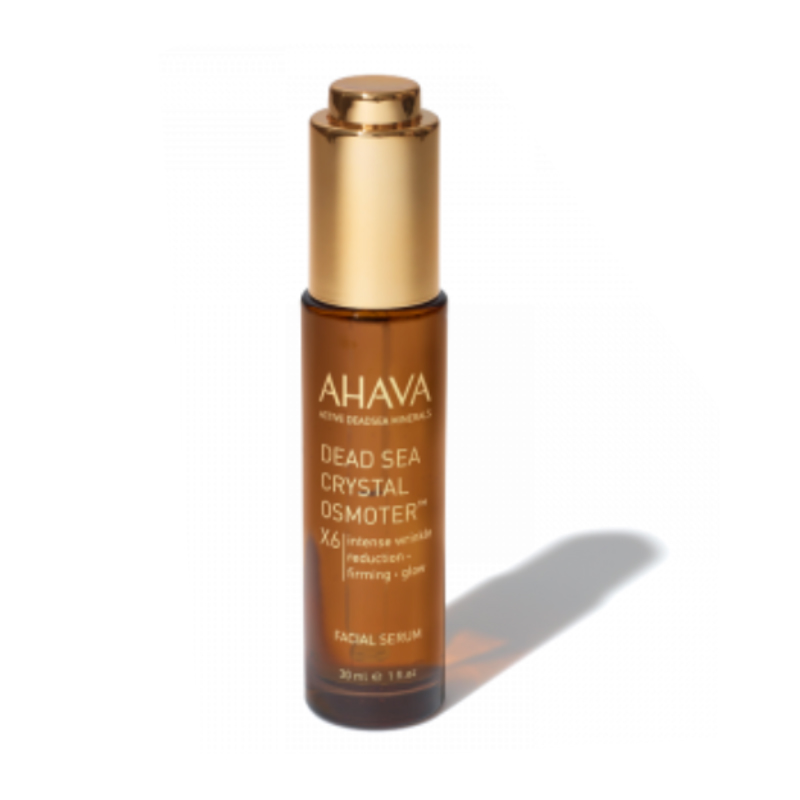 AHAVA
ACTIVE DEADSEA MINERALS
DEAD SEA
CRYSTAL
OSMOTER™
X6 intense wrinkle
reduction -
firming - glow
FACIAL SERUM
30 ml e 1 fl.oz